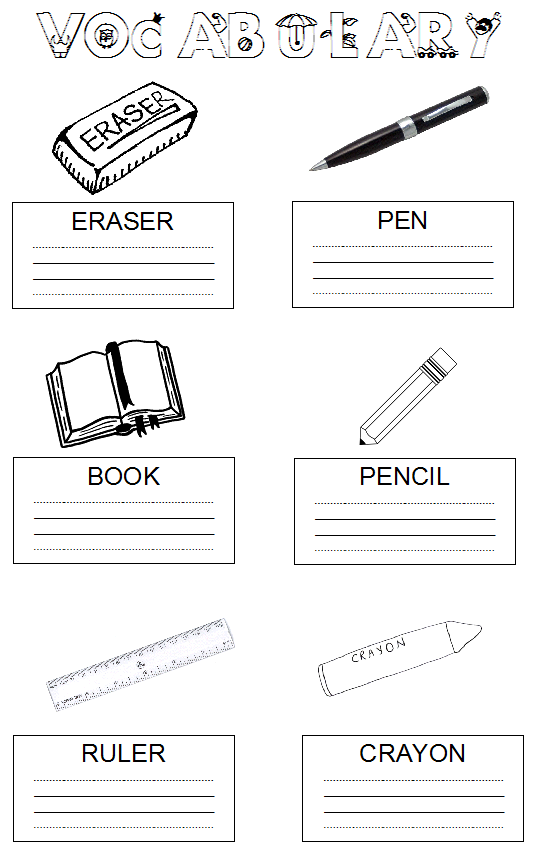 VOCABULARY
ERASER
ERASER
PEN
BOOK
PENCIL
CRAYON
RULER
CRAYON